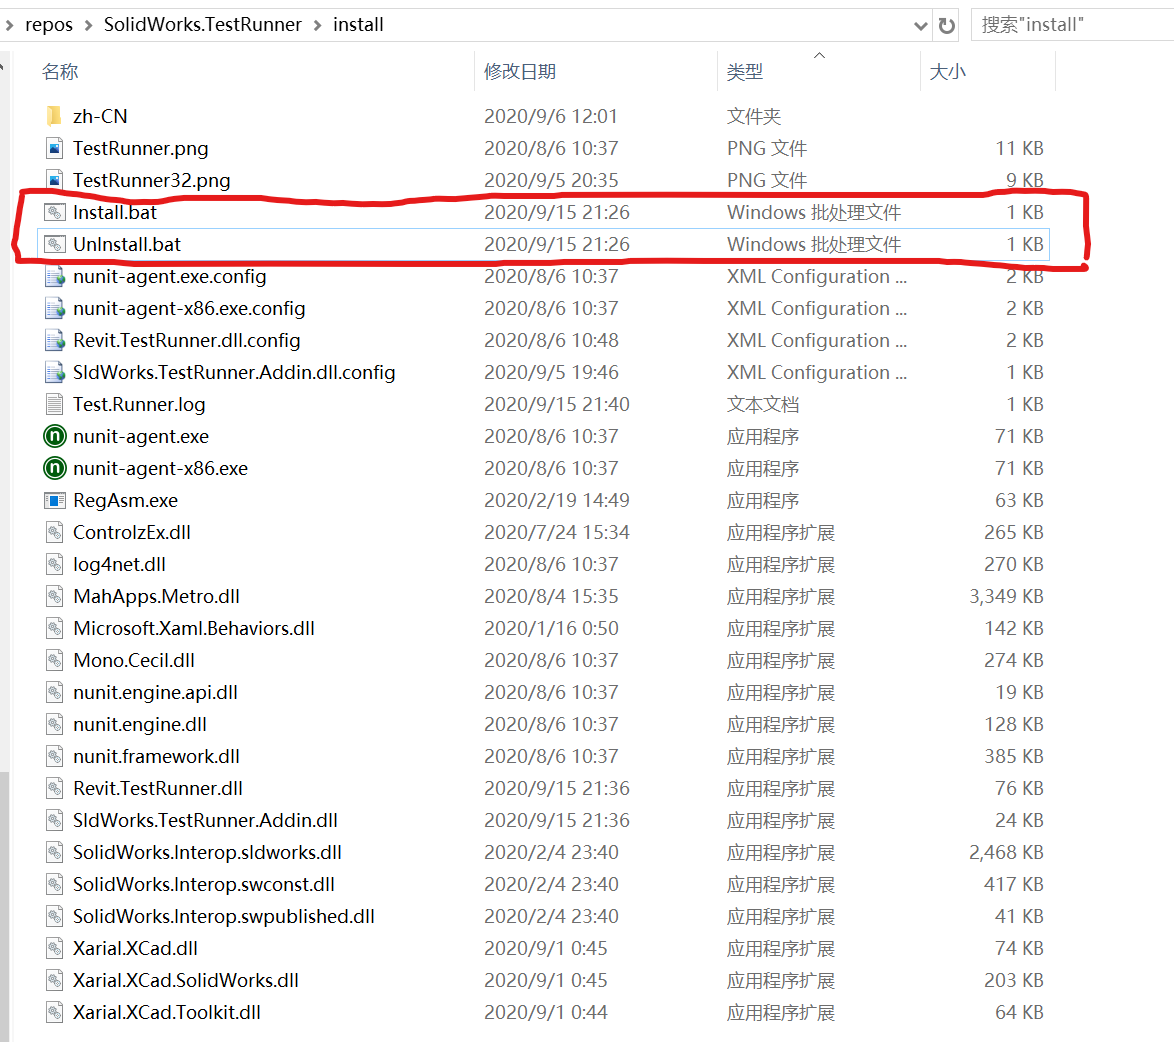 repos SolidWorks.TestRunner install 搜索"install"
名称 修改日期 类型 大小
zh-CN 2020/9/6 12:01 文件夹
TestRunner.png 2020/8/6 10:37 PNG 文件 11 KB
TestRunner32.png 2020/9/5 20:35 PNG 文件 9 KB
Install.bat 2020/9/15 21:26 Windows 批处理文件 1 KB
UnInstall.bat 2020/9/15 21:26 Windows 批处理文件 1 KB
nunit-agent.exe.config 2020/8/6 10:37 XML Configuration ... 2 KB
nunit-agent-x86.exe.config 2020/8/6 10:37 XML Configuration ... 2 KB
Revit.TestRunner.dll.config 2020/8/6 10:48 XML Configuration ... 2 KB
SldWorks.TestRunner.Addin.dll.config 2020/9/5 19:46 XML Configuration ... 1 KB
Test.Runner.log 2020/9/15 21:40 文本文档 1 KB
nunit-agent.exe 2020/8/6 10:37 应用程序 71 KB
nunit-agent-x86.exe 2020/8/6 10:37 应用程序 71 KB
RegAsm.exe 2020/2/19 14:49 应用程序 63 KB
ControlzEx.dll 2020/7/24 15:34 应用程序扩展 265 KB
log4net.dll 2020/8/6 10:37 应用程序扩展 270 KB
MahApps.Metro.dll 2020/8/4 15:35 应用程序扩展 3,349 KB
Microsoft.Xaml.Behaviors.dll 2020/1/16 0:50 应用程序扩展 142 KB
Mono.Cecil.dll 2020/8/6 10:37 应用程序扩展 274 KB
nunit.engine.api.dll 2020/8/6 10:37 应用程序扩展 19 KB
nunit.engine.dll 2020/8/6 10:37 应用程序扩展 128 KB
nunit.framework.dll 2020/8/6 10:37 应用程序扩展 385 KB
Revit.TestRunner.dll 2020/9/15 21:36 应用程序扩展 76 KB
SldWorks.TestRunner.Addin.dll 2020/9/15 21:36 应用程序扩展 24 KB
SolidWorks.Interop.sldworks.dll 2020/2/4 23:40 应用程序扩展 2,468 KB
SolidWorks.Interop.swconst.dll 2020/2/4 23:40 应用程序扩展 417 KB
SolidWorks.Interop.swpublished.dll 2020/2/4 23:40 应用程序扩展 41 KB
Xarial.XCad.dll 2020/9/1 0:45 应用程序扩展 74 KB
Xarial.XCad.SolidWorks.dll 2020/9/1 0:45 应用程序扩展 203 KB
Xarial.XCad.Toolkit.dll 2020/9/1 0:44 应用程序扩展 64 KB